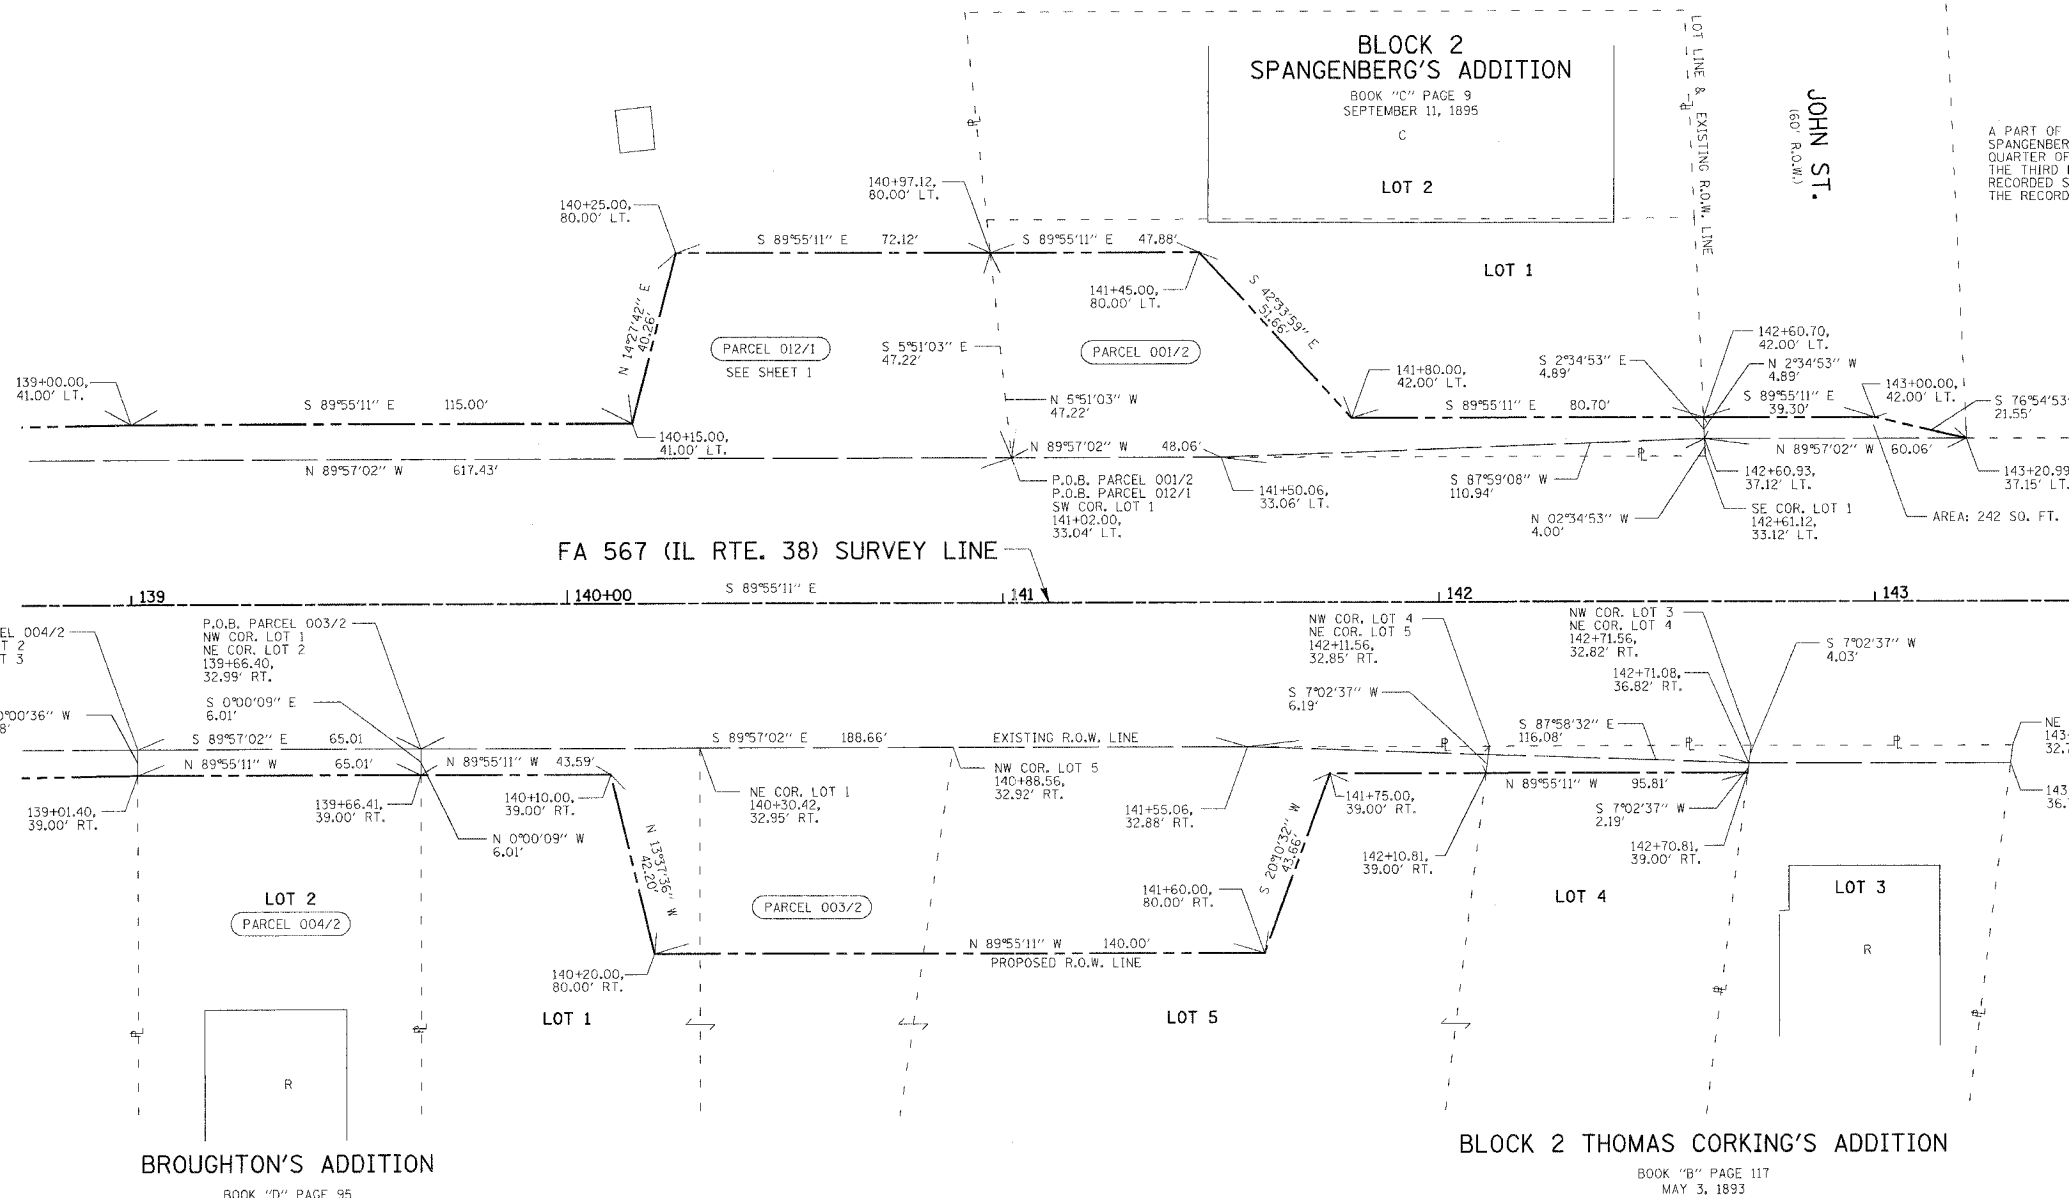 BLOCK 2
SPANGENBERG'S ADDITION
BOOK "C" PAGE 9
SEPTEMBER 11, 1895
C
LOT 2
LOT LINE & EXISTING R.O.W. LINE
JOHN ST.
(60' R.O.W.)
A PART OF
SPANGENBER
QUARTER OF
THE THIRD
RECORDED S
THE RECORD
140+25.00,
80.00' LT.
140+97.12,
80.00' LT.
S 89°55'11" E 72.12'
S 89°55'11" E 47.88'
141+45.00,
80.00' LT.
LOT 1
N 14°27'42" E
40.26'
S 42°33'59" E
51.66'
PARCEL 012/1
SEE SHEET 1
S 5°51'03" E
47.22'
PARCEL 001/2
N 5°51'03" W
47.22'
139+00.00,
41.00' LT.
S 89°55'11" E 115.00'
140+15.00,
41.00' LT.
N 89°57'02" W 617.43'
141+80.00,
42.00' LT.
S 89°55'11" E 80.70'
S 2°34'53" E
4.89'
142+60.70,
42.00' LT.
N 2°34'53" W
4.89'
S 89°55'11" E
39.30'
143+00.00,
42.00' LT.
S 76°54'53"
21.55'
N 89°57'02" W 48.06'
N 89°57'02" W 60.06'
P.O.B. PARCEL 001/2
P.O.B. PARCEL 012/1
SW COR. LOT 1
141+02.00,
33.04' LT.
141+50.06,
33.06' LT.
S 87°59'08" W
110.94'
N 02°34'53" W
4.00'
142+60.93,
37.12' LT.
SE COR. LOT 1
142+61.12,
33.12' LT.
143+20.99
37.15' LT.
AREA: 242 SQ. FT.
FA 567 (IL RTE. 38) SURVEY LINE
S 89°55'11" E
139
140+00
141
142
143
EL 004/2
T 2
T 3
P.O.B. PARCEL 003/2
NW COR. LOT 1
NE COR. LOT 2
139+66.40,
32.99' RT.
S 0°00'09" E
6.01'
0°00'36" W
8'
S 89°57'02" E 65.01
N 89°55'11" W 65.01'
N 89°55'11" W 43.59'
139+01.40,
39.00' RT.
139+66.41,
39.00' RT.
140+10.00,
39.00' RT.
N 0°00'09" W
6.01'
S 89°57'02" E 188.66'
EXISTING R.O.W. LINE
NE COR. LOT 1
140+30.42,
32.95' RT.
NW COR. LOT 5
140+88.56,
32.92' RT.
141+55.06,
32.88' RT.
NW COR. LOT 4
NE COR. LOT 5
142+11.56,
32.85' RT.
S 7°02'37" W
6.19'
NW COR. LOT 3
NE COR. LOT 4
142+71.56,
32.82' RT.
142+71.08,
36.82' RT.
S 7°02'37" W
4.03'
S 87°58'32" E
116.08'
NE
143+
32.7
143
36.
141+75.00,
39.00' RT.
N 89°55'11" W 95.81'
S 7°02'37" W
2.19'
142+10.81,
39.00' RT.
142+70.81,
39.00' RT.
N 13°37'36" W
42.20'
S 20°10'32" W
43.66'
141+60.00,
80.00' RT.
LOT 2
PARCEL 004/2
PARCEL 003/2
LOT 4
LOT 3
R
N 89°55'11" W 140.00'
PROPOSED R.O.W. LINE
140+20.00,
80.00' RT.
LOT 1
LOT 5
R
BROUGHTON'S ADDITION
BOOK "D" PAGE 95
BLOCK 2 THOMAS CORKING'S ADDITION
BOOK "B" PAGE 117
MAY 3, 1893